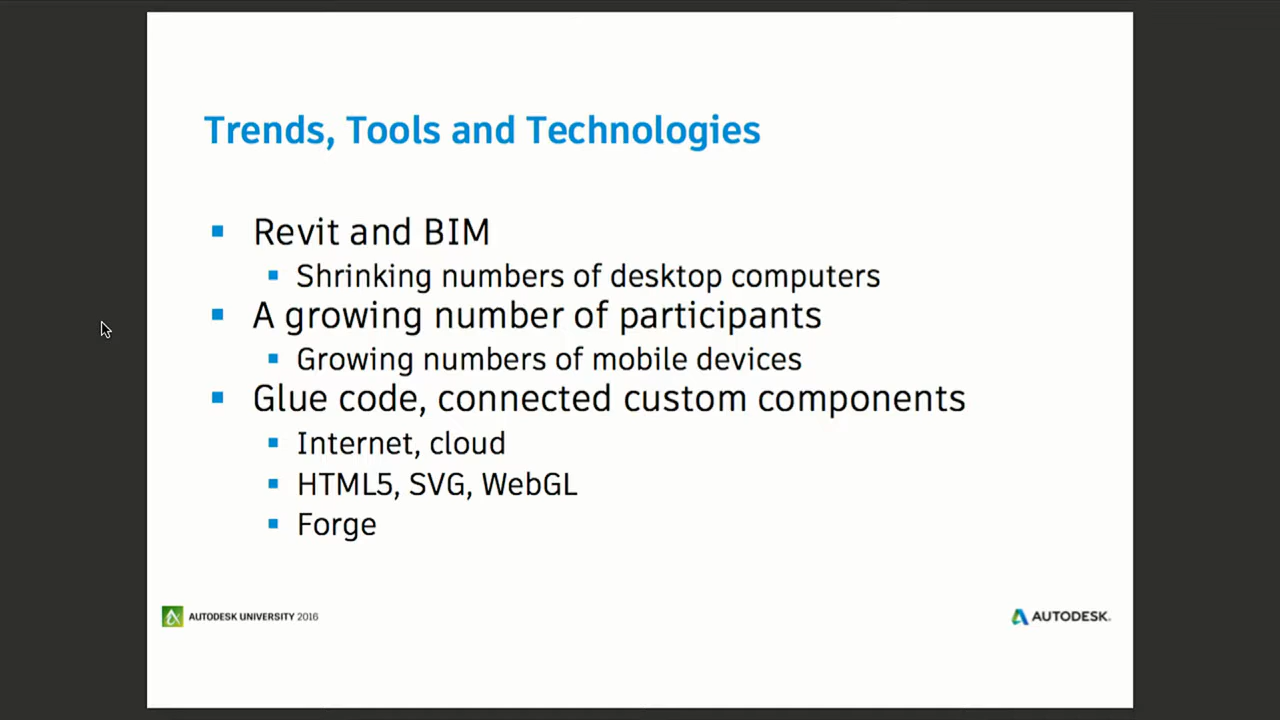 Trends, Tools and Technologies
Revit and BIM
Shrinking numbers of desktop computers
A growing number of participants
Growing numbers of mobile devices
Glue code, connected custom components
Internet, cloud
HTML5, SVG, WebGL
Forge
AUTODESK UNIVERSITY 2016
AUTODESK.